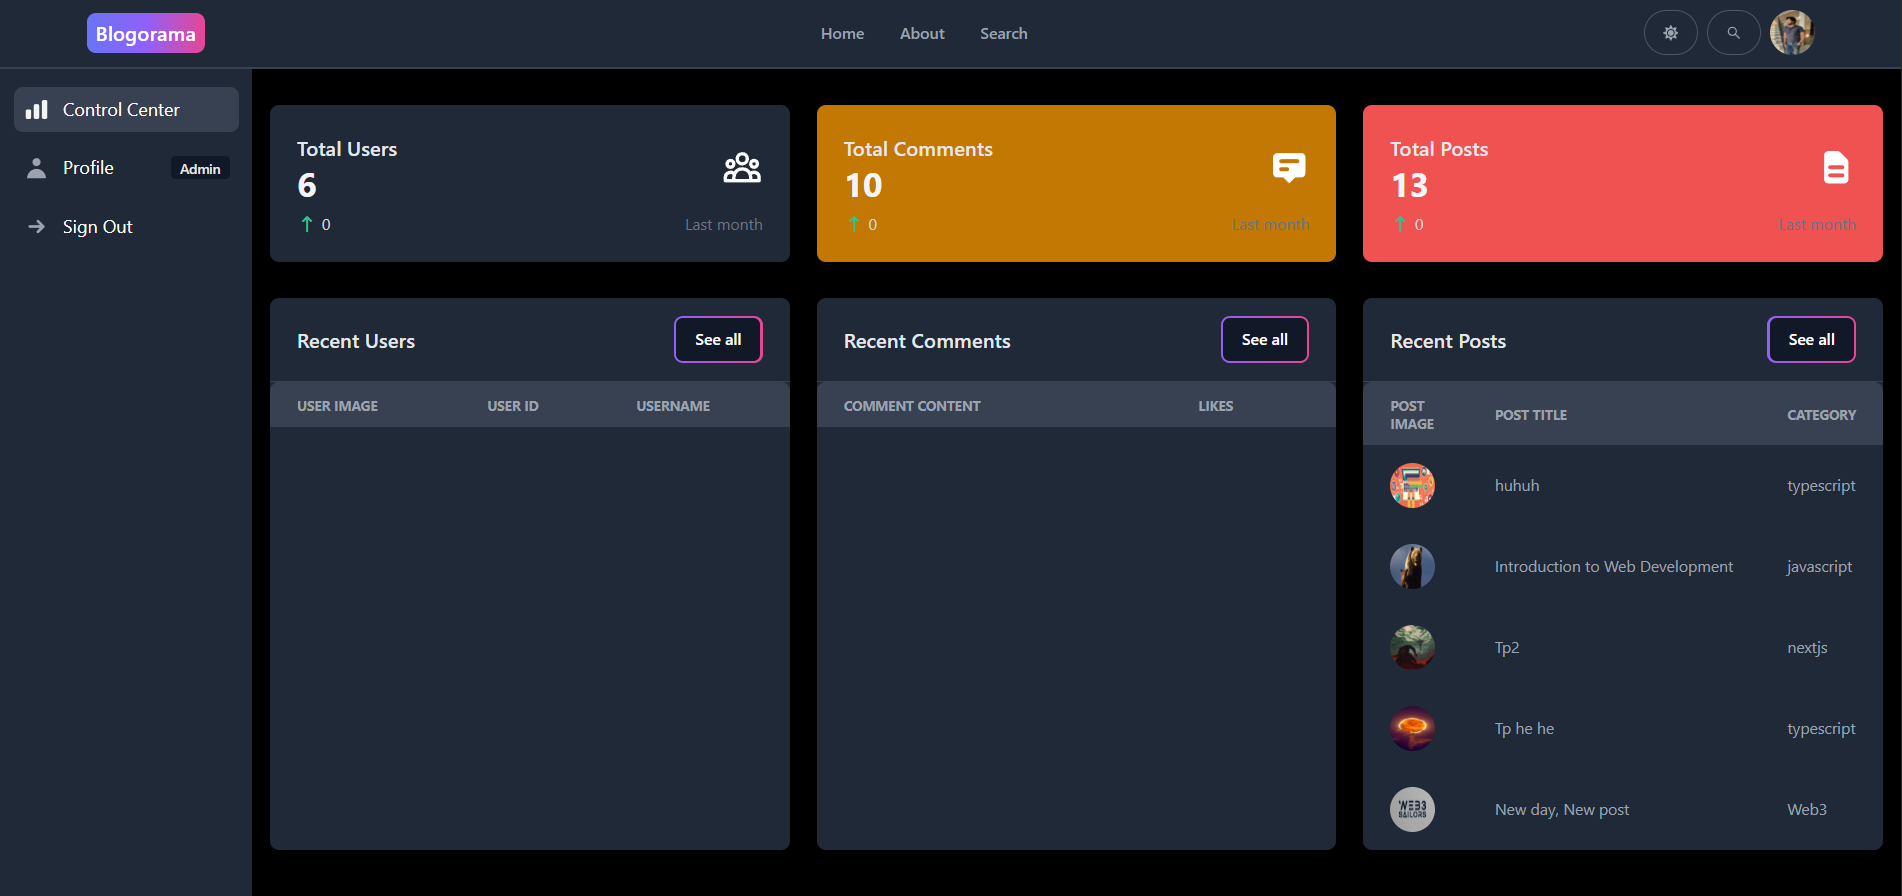 Blogorama
Home
About
Search
Control Center
Profile
Admin
Sign Out
Total Users
6
0
Last month
Total Comments
10
0
Last month
Total Posts
13
0
Last month
Recent Users
See all
USER IMAGE
USER ID
USERNAME
Recent Comments
See all
COMMENT CONTENT
LIKES
Recent Posts
See all
POST
IMAGE
POST TITLE
CATEGORY
huhuh
typescript
Introduction to Web Development
javascript
Tp2
nextjs
Tp he he
typescript
WEB3
SAILORS
New day, New post
Web3